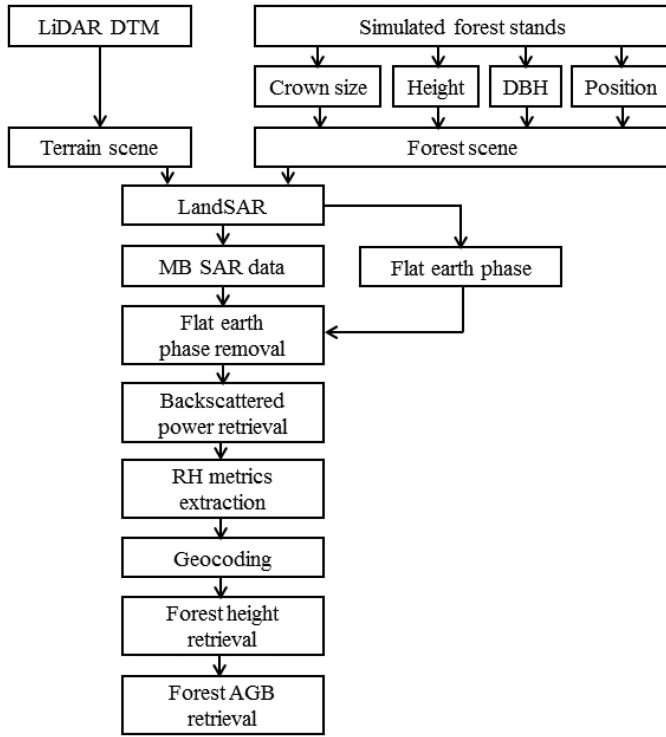 LiDAR DTM
Simulated forest stands
Crown size
Height
DBH
Position
Terrain scene
Forest scene
LandSAR
MB SAR data
Flat earth phase
Flat earth
phase removal
Backscattered
power retrieval
RH metrics
extraction
Geocoding
Forest height
retrieval
Forest AGB
retrieval